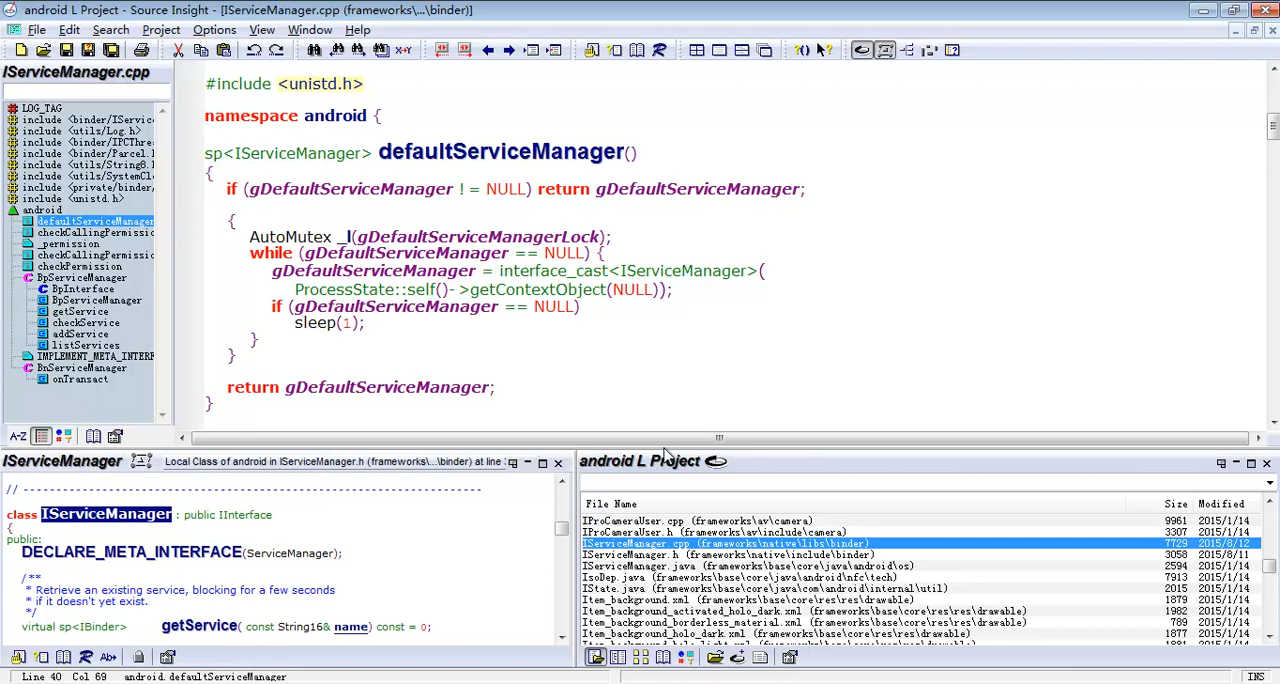 android L Project - Source Insight - [IServiceManager.cpp (frameworks\...\binder)]
File Edit Search Project Options View Window Help
IServiceManager.cpp
LOG_TAG
include <binder/IServic
include <utils/Log.h>
include <binder/IPCThre
include <binder/Parcel.h
include <utils/String8.h
include <utils/SystemClo
include <private/binder/
include <unistd.h>
android
defaultServiceManager
checkCallingPermissic
_permission
checkCallingPermissic
checkPermission
BpServiceManager
BpInterface
BpServiceManager
getService
checkService
addService
listServices
IMPLEMENT_META_INTERF
BnServiceManager
onTransact
A-Z
#include <unistd.h>
namespace android {
sp<IServiceManager> defaultServiceManager()
{
if (gDefaultServiceManager != NULL) return gDefaultServiceManager;
{
AutoMutex _l(gDefaultServiceManagerLock);
while (gDefaultServiceManager == NULL) {
gDefaultServiceManager = interface_cast<IServiceManager>(
ProcessState::self()->getContextObject(NULL));
if (gDefaultServiceManager == NULL)
sleep(1);
}
}
return gDefaultServiceManager;
}
IServiceManager Local Class of android in IServiceManager.h (frameworks\...\binder) at line
// -----------------------------------------------------------------------
class IServiceManager : public IInterface
{
public:
DECLARE_META_INTERFACE(ServiceManager);
/**
* Retrieve an existing service, blocking for a few seconds
* if it doesn't yet exist.
*/
virtual sp<IBinder> getService( const String16& name) const = 0;
android L Project
File Name Size Modified
IProCameraUser.cpp (frameworks\av\camera) 9961 2015/1/14
IProCameraUser.h (frameworks\av\include\camera) 3307 2015/1/14
IServiceManager.cpp (frameworks\native\libs\binder) 7729 2015/8/12
IServiceManager.h (frameworks\native\include\binder) 3058 2015/8/11
IServiceManager.java (frameworks\base\core\java\android\os) 2594 2015/1/14
IsoDep.java (frameworks\base\core\java\android\nfc\tech) 7913 2015/1/14
IState.java (frameworks\base\core\java\com\android\internal\util) 2015 2015/1/14
Item_background.xml (frameworks\base\core\res\res\drawable) 1879 2015/1/14
Item_background_activated_holo_dark.xml (frameworks\base\core\res\res\drawable) 1982 2015/1/14
Item_background_borderless_material.xml (frameworks\base\core\res\res\drawable) 789 2015/1/14
Item_background_holo_dark.xml (frameworks\base\core\res\res\drawable) 1877 2015/1/14
Line 40 Col 69 android.defaultServiceManager
INS